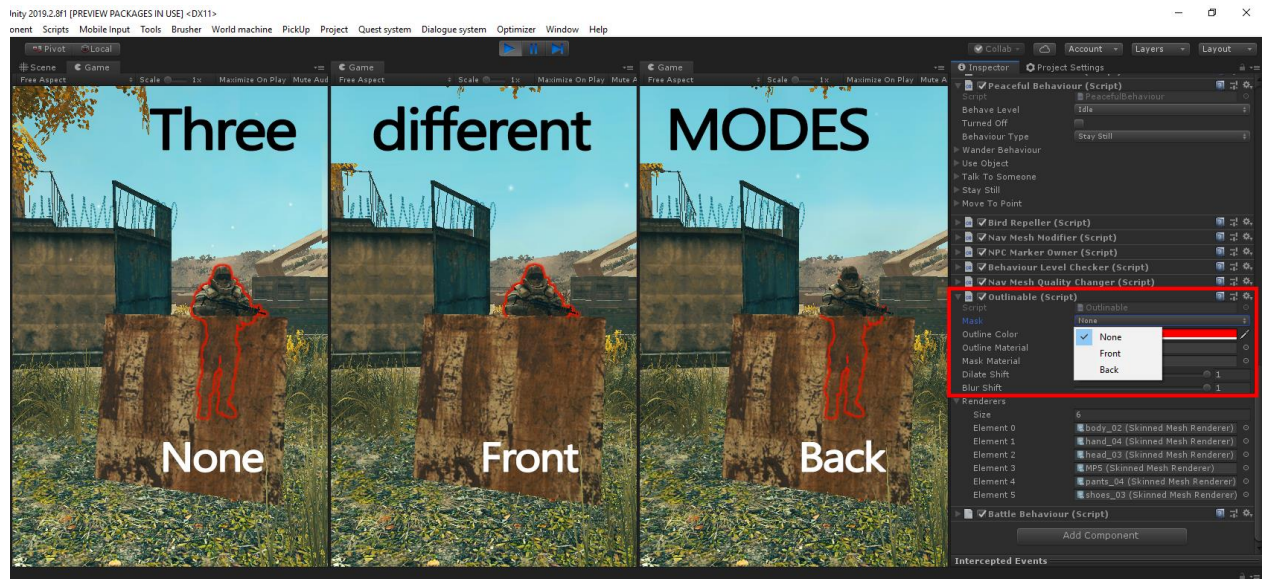 Unity 2019.2.8f1 [PREVIEW PACKAGES IN USE] <DX11>
onent Scripts Mobile Input Tools Brusher World machine PickUp Project Quest system Dialogue system Optimizer Window Help
Pivot Local Collab Account Layers Layout
Scene Game Game Game Inspector Project Settings
Free Aspect Scale 1x Maximize On Play Mute Aud Free Aspect Scale 1x Maximize On Play Mute A Free Aspect Scale 1x Maximize On Play Mute A
Three different MODES
None Front Back
Peaceful Behaviour (Script)
Script PeacefulBehaviour
Behave Level Idle
Turned Off
Behaviour Type Stay Still
Wander Behaviour
Use Object
Talk To Someone
Stay Still
Move To Point
Bird Repeller (Script)
Nav Mesh Modifier (Script)
NPC Marker Owner (Script)
Behaviour Level Checker (Script)
Nav Mesh Quality Changer (Script)
Outlinable (Script)
Script Outlinable
Mask None
Outline Color
Outline Material
Mask Material
Dilate Shift 1
Blur Shift 1
None
Front
Back
Renderers
Size 6
Element 0 body_02 (Skinned Mesh Renderer)
Element 1 hand_04 (Skinned Mesh Renderer)
Element 2 head_03 (Skinned Mesh Renderer)
Element 3 MP5 (Skinned Mesh Renderer)
Element 4 pants_04 (Skinned Mesh Renderer)
Element 5 shoes_03 (Skinned Mesh Renderer)
Battle Behaviour (Script)
Add Component
Intercepted Events